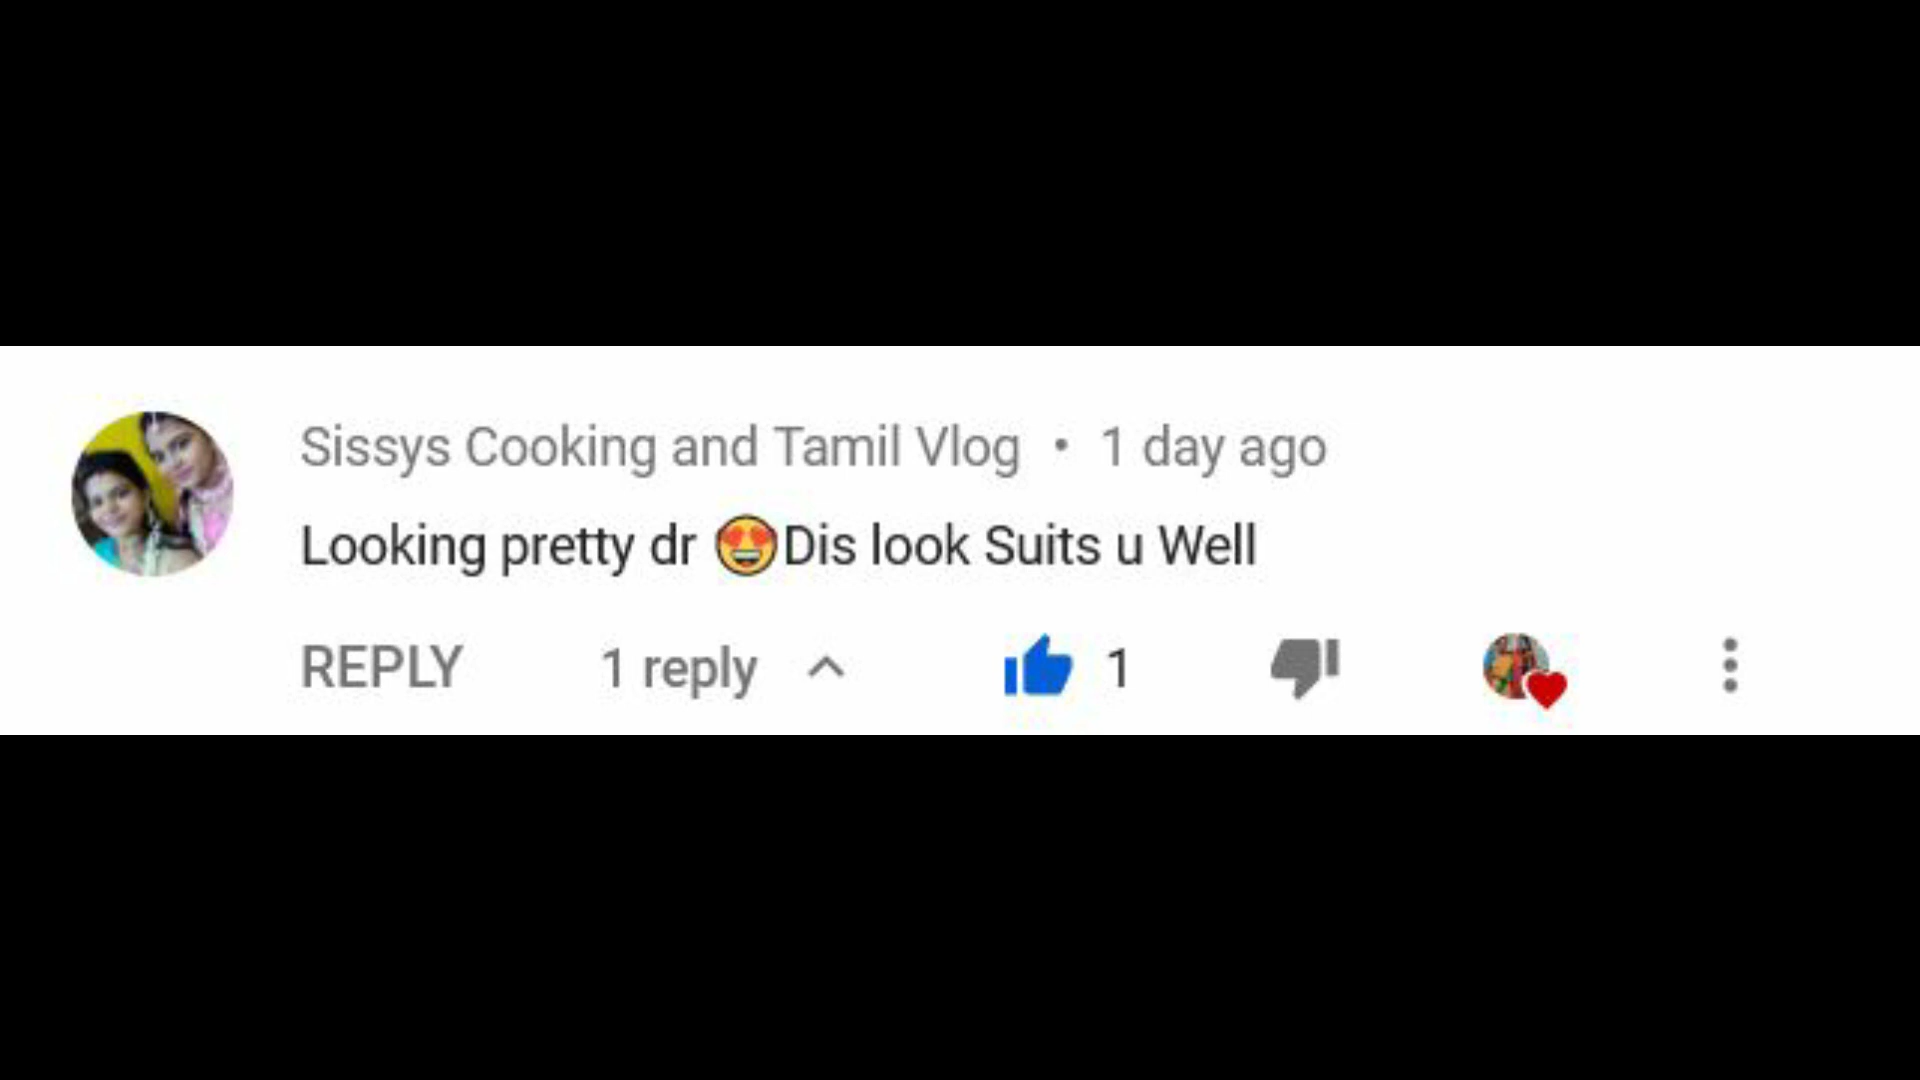 Sissys Cooking and Tamil Vlog • 1 day ago
Looking pretty dr 😍Dis look Suits u Well
REPLY 1 reply 1